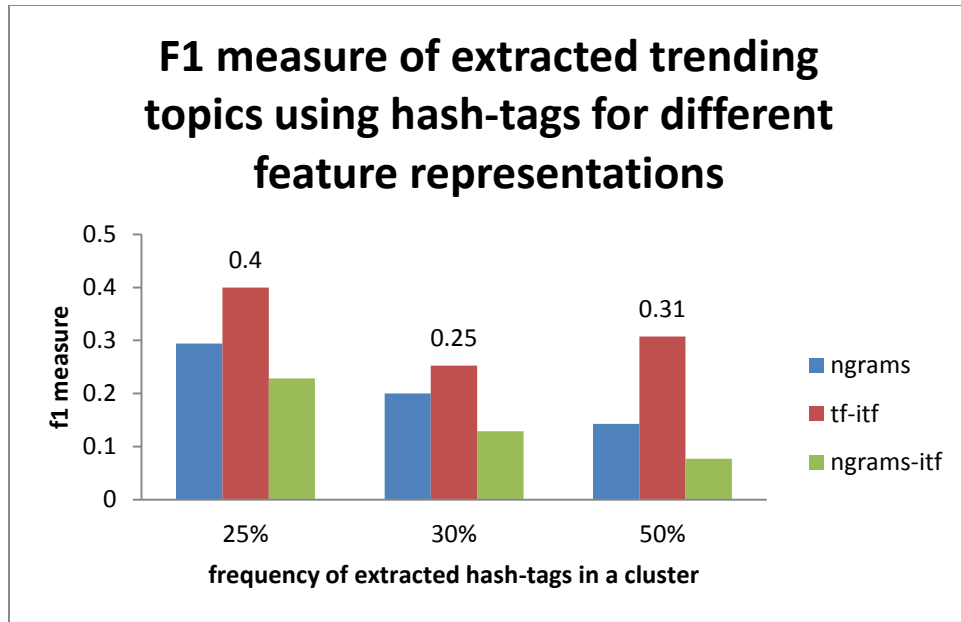 F1 measure of extracted trending
topics using hash-tags for different
feature representations
0.5
0.4
0.3
0.2
0.1
0
f1 measure
0.4
0.25
0.31
25%
30%
50%
frequency of extracted hash-tags in a cluster
ngrams
tf-itf
ngrams-itf